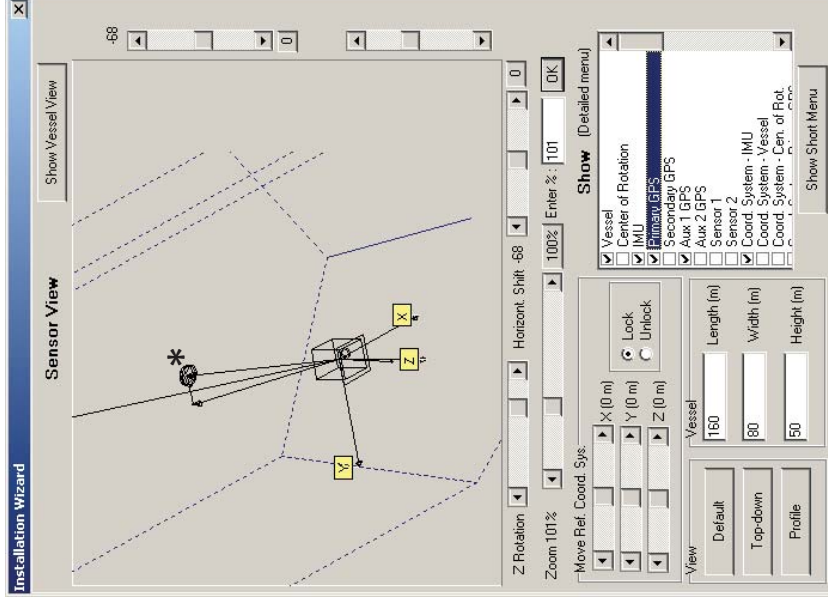 Installation Wizard
Sensor View
Show Vessel View
-68
0
*
Y
Z
X
Z Rotation
Horizont. Shift -68
0
Zoom 101%
100%
Enter % :
101
OK
Move Ref. Coord. Sys.
X (0 m)
Y (0 m)
Z (0 m)
Lock
Unlock
Show (Detailed menu)
Vessel
Center of Rotation
IMU
Primary GPS
Secondary GPS
Aux 1 GPS
Aux 2 GPS
Sensor 1
Sensor 2
Coord. System - IMU
Coord. System - Vessel
Coord. System - Cen. of Rot.
Show Short Menu
View
Default
Top-down
Profile
Vessel
160 Length (m)
80 Width (m)
50 Height (m)